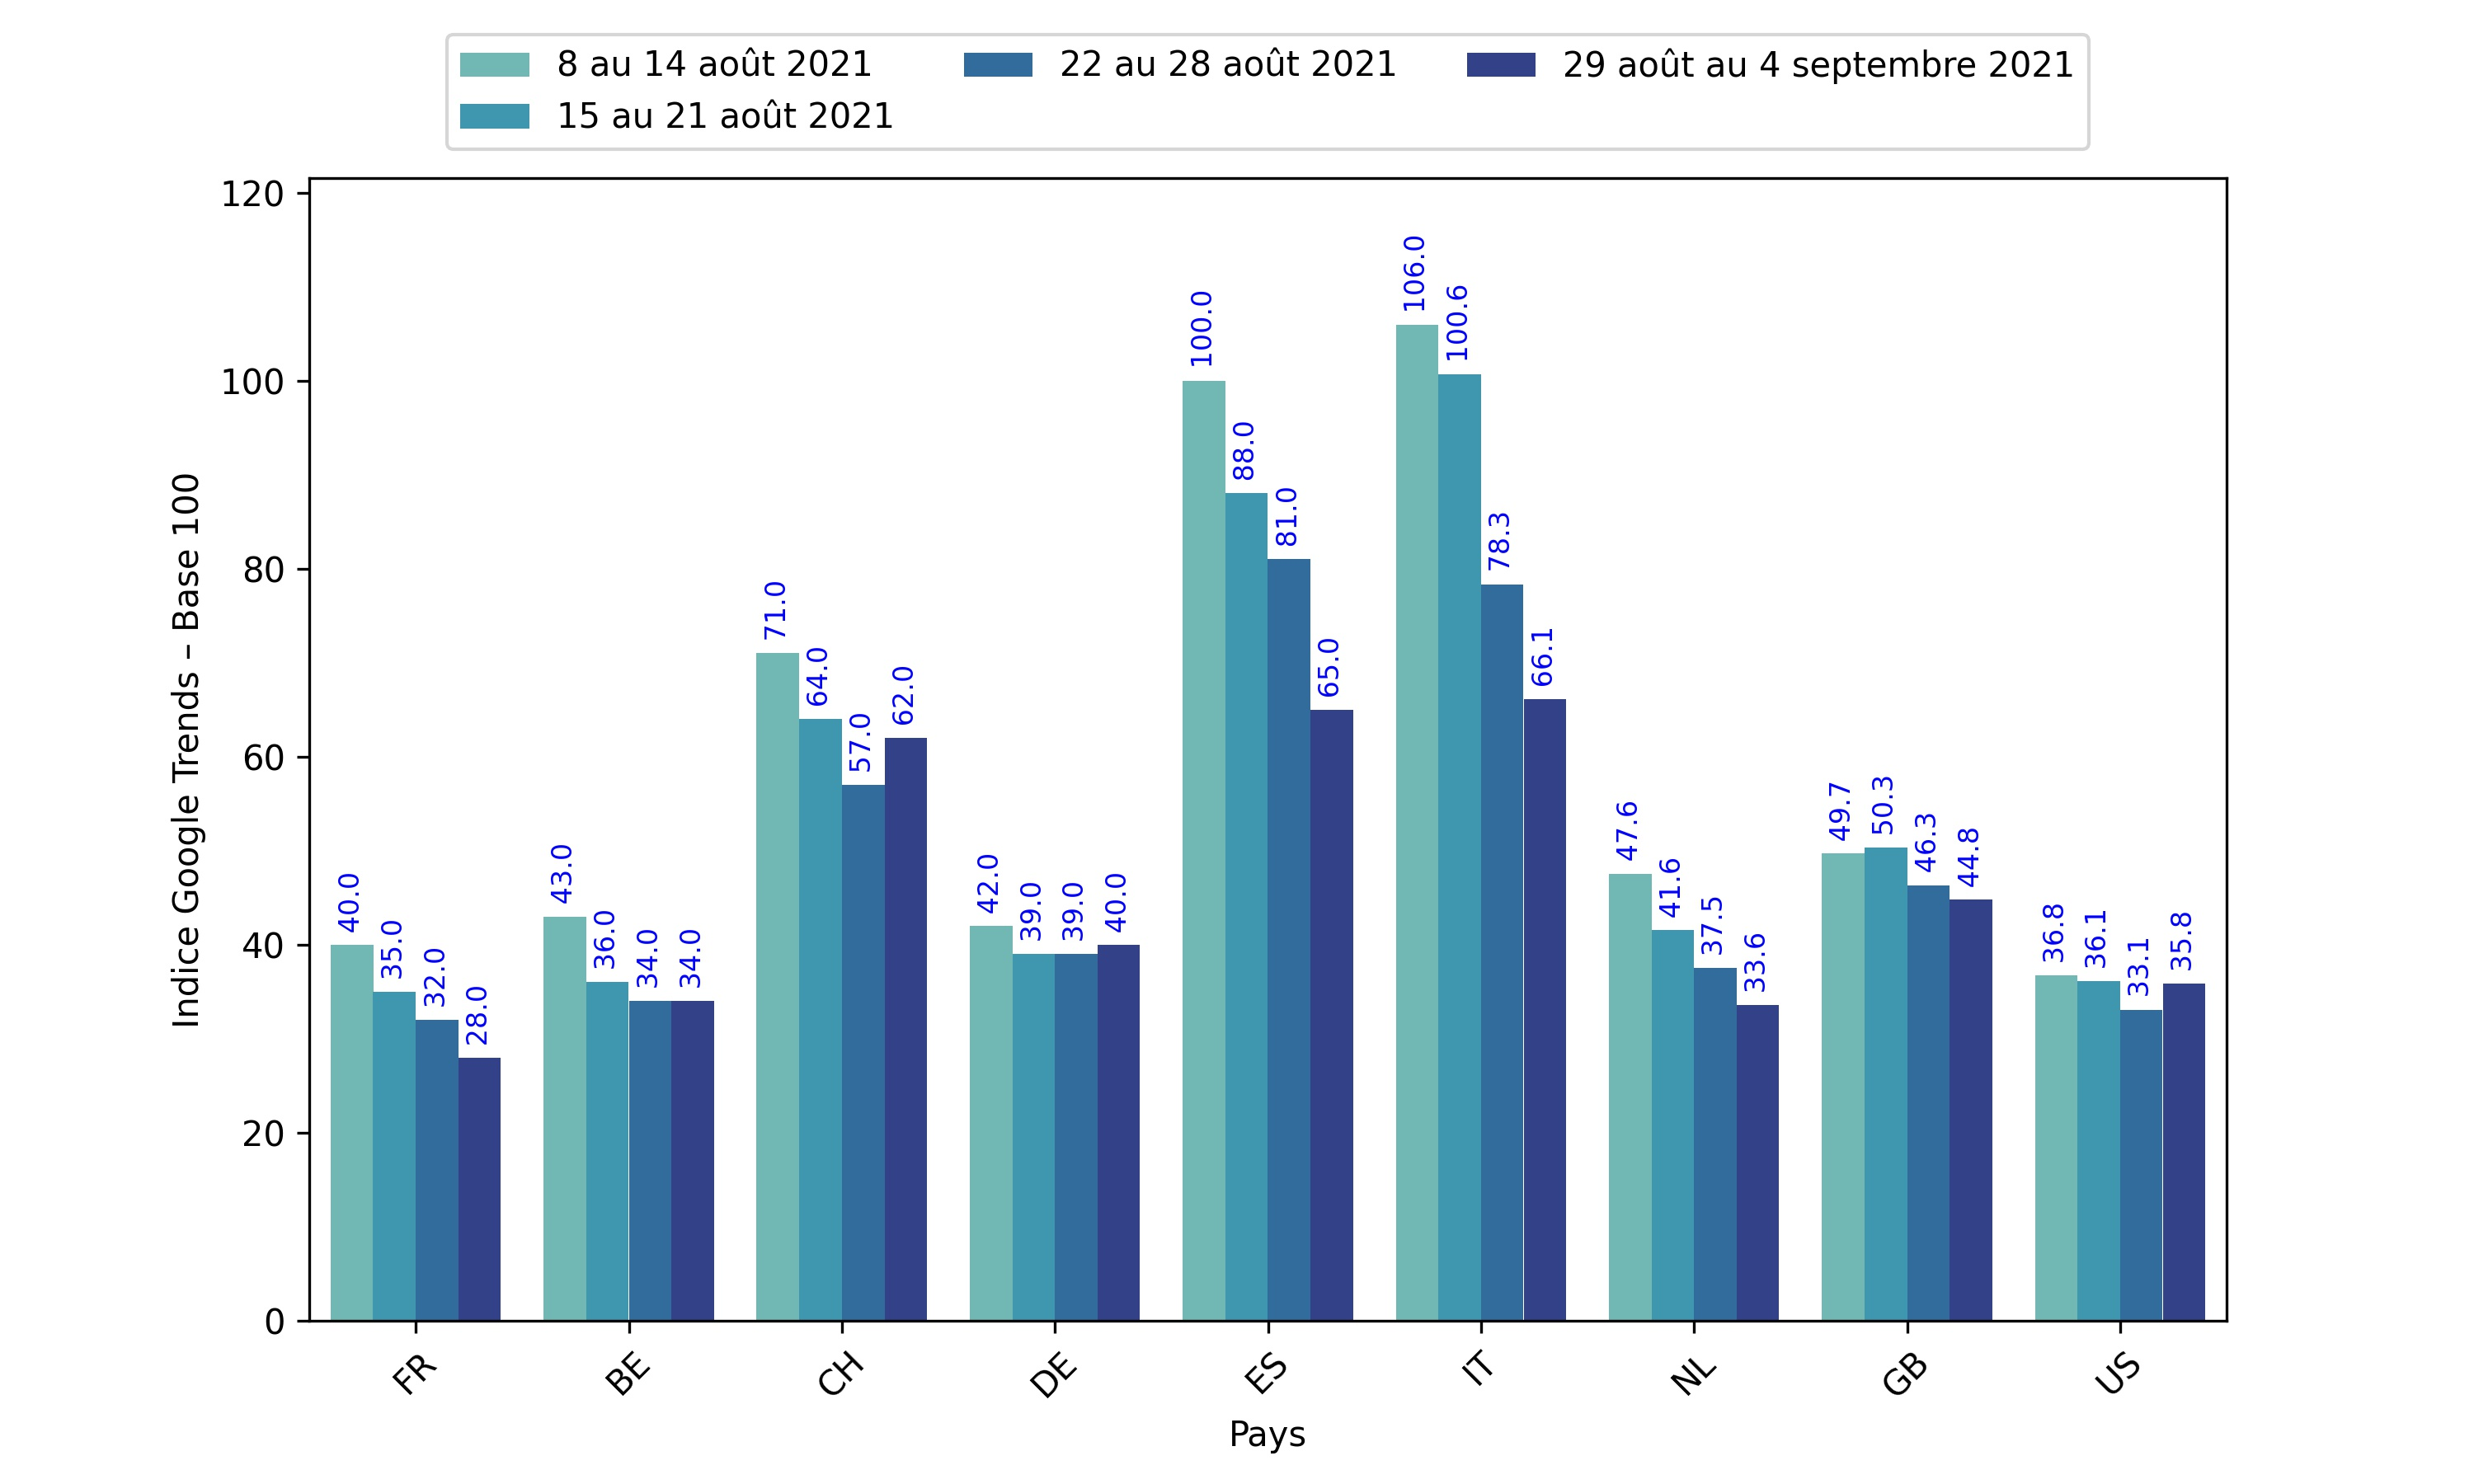 8 au 14 août 2021
15 au 21 août 2021
22 au 28 août 2021
29 août au 4 septembre 2021
Indice Google Trends – Base 100
120
100
80
60
40
20
0
40.0
35.0
32.0
28.0
43.0
36.0
34.0
34.0
71.0
64.0
57.0
62.0
42.0
39.0
39.0
40.0
100.0
88.0
81.0
65.0
106.0
100.6
78.3
66.1
47.6
41.6
37.5
33.6
49.7
50.3
46.3
44.8
36.8
36.1
33.1
35.8
FR
BE
CH
DE
ES
IT
NL
GB
US
Pays